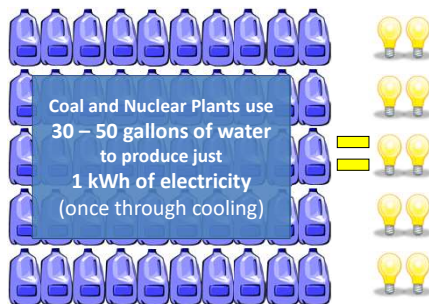 Coal and Nuclear Plants use
30 – 50 gallons of water
to produce just
1 kWh of electricity
(once through cooling)